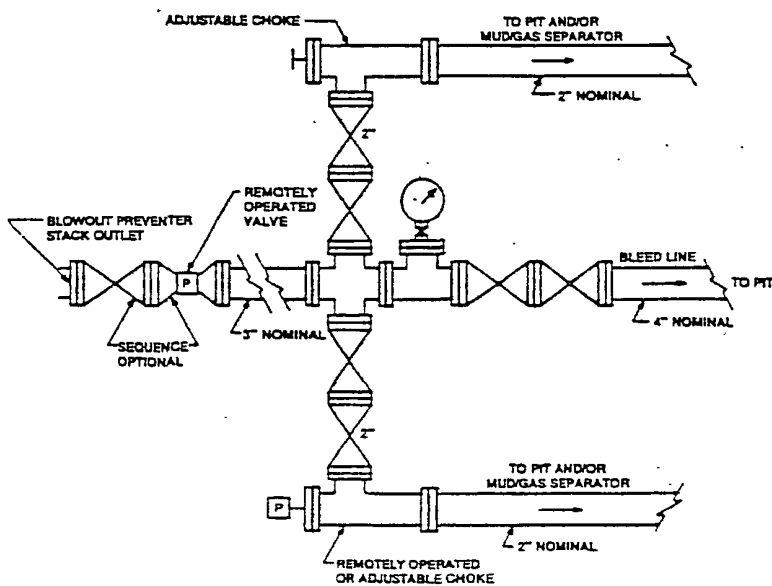 ADJUSTABLE CHOKE
TO PIT AND/OR
MUD/GAS SEPARATOR
2" NOMINAL
2"
REMOTELY
OPERATED
VALVE
BLOWOUT PREVENTER
STACK OUTLET
P
BLEED LINE
TO PIT
3" NOMINAL
4" NOMINAL
SEQUENCE
OPTIONAL
2"
TO PIT AND/OR
MUD/GAS SEPARATOR
P
2" NOMINAL
REMOTELY OPERATED
OR ADJUSTABLE CHOKE